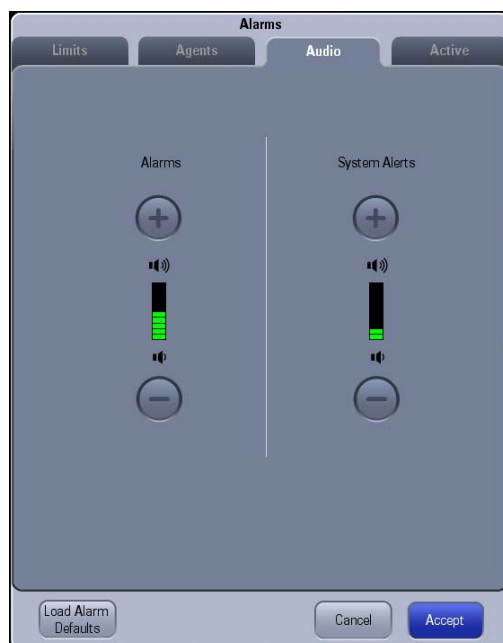 Alarms
Limits Agents Audio Active
Alarms System Alerts
Load Alarm
Defaults
Cancel Accept